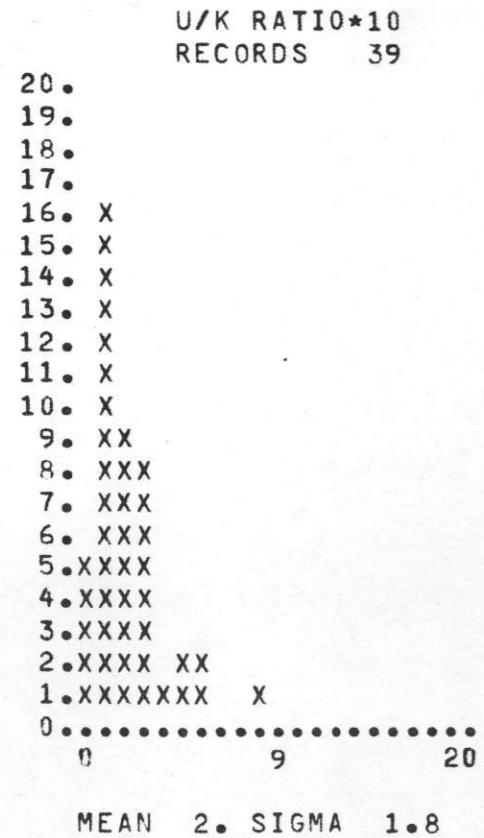 U/K RATIO*10
RECORDS   39
20.
19.
18.
17.
16. X
15. X
14. X
13. X
12. X
11. X
10. X
9. XX
8. XXX
7. XXX
6. XXX
5.XXXX
4.XXXX
3.XXXX
2.XXXX XX
1.XXXXXXX  X
0......................
0 9 20
MEAN 2. SIGMA 1.8